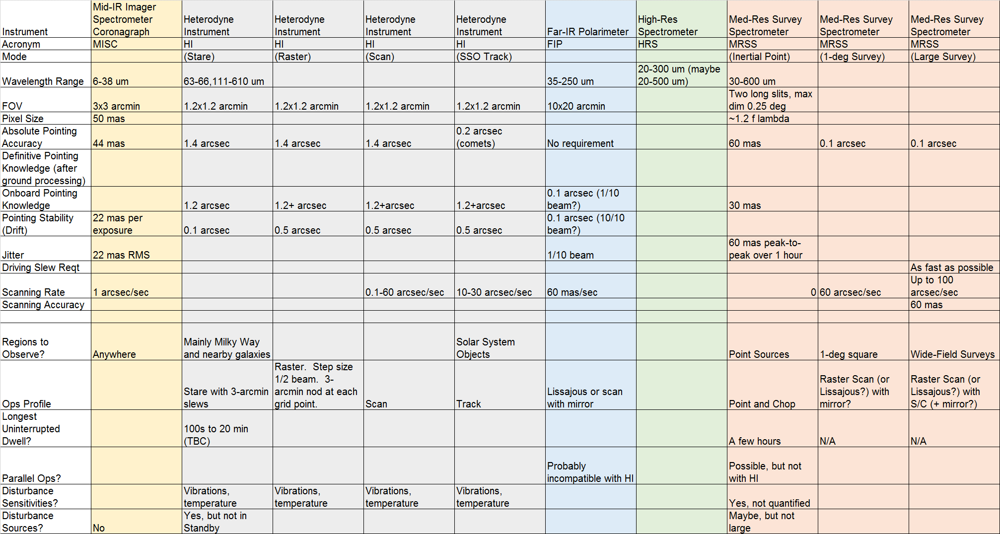 Instrument
Mid-IR Imager
Spectrometer
Coronagraph
Heterodyne
Instrument
Heterodyne
Instrument
Heterodyne
Instrument
Heterodyne
Instrument
Far-IR Polarimeter
High-Res
Spectrometer
Med-Res Survey
Spectrometer
Med-Res Survey
Spectrometer
Med-Res Survey
Spectrometer
Acronym
MISC
HI
HI
HI
HI
FIP
HRS
MRSS
MRSS
MRSS
Mode
(Stare)
(Raster)
(Scan)
(SSO Track)
(Inertial Point)
(1-deg Survey)
(Large Survey)
Wavelength Range
6-38 um
63-66,111-610 um
35-250 um
20-300 um (maybe
20-500 um)
30-600 um
FOV
3x3 arcmin
1.2x1.2 arcmin
1.2x1.2 arcmin
1.2x1.2 arcmin
1.2x1.2 arcmin
10x20 arcmin
Two long slits, max
dim 0.25 deg
Pixel Size
50 mas
~1.2 f lambda
Absolute Pointing
Accuracy
44 mas
1.4 arcsec
1.4 arcsec
1.4 arcsec
0.2 arcsec
(comets)
No requirement
60 mas
0.1 arcsec
0.1 arcsec
Definitive Pointing
Knowledge (after
ground processing)
Onboard Pointing
Knowledge
1.2 arcsec
1.2+ arcsec
1.2+arcsec
1.2+arcsec
0.1 arcsec (1/10
beam?)
30 mas
Pointing Stability
(Drift)
22 mas per
exposure
0.1 arcsec
0.5 arcsec
0.5 arcsec
0.5 arcsec
0.1 arcsec (10/10
beam?)
Jitter
22 mas RMS
1/10 beam
60 mas peak-to-
peak over 1 hour
Driving Slew Reqt
As fast as possible
Scanning Rate
1 arcsec/sec
0.1-60 arcsec/sec
10-30 arcsec/sec
60 mas/sec
0
60 arcsec/sec
Up to 100
arcsec/sec
Scanning Accuracy
60 mas
Regions to
Observe?
Anywhere
Mainly Milky Way
and nearby galaxies
Solar System
Objects
Point Sources
1-deg square
Wide-Field Surveys
Ops Profile
Stare with 3-arcmin
slews
Raster.  Step size
1/2 beam.  3-
arcmin nod at each
grid point.
Scan
Track
Lissajous or scan
with mirror
Point and Chop
Raster Scan (or
Lissajous?) with
mirror?
Raster Scan (or
Lissajous?) with
S/C (+ mirror?)
Longest
Uninterrupted
Dwell?
100s to 20 min
(TBC)
A few hours
N/A
N/A
Parallel Ops?
Probably
incompatible with HI
Possible, but not
with HI
Disturbance
Sensitivities?
Vibrations,
temperature
Vibrations,
temperature
Vibrations,
temperature
Vibrations,
temperature
Yes, not quantified
Disturbance
Sources?
No
Yes, but not in
Standby
Maybe, but not
large